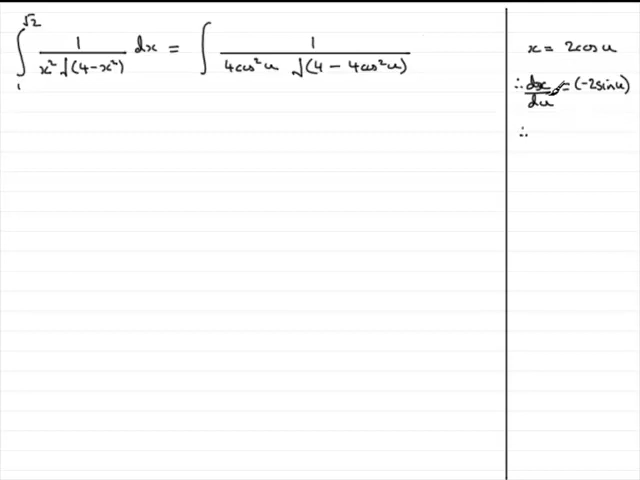 ∫₁^√2 1/(x² √(4-x²)) dx = ∫ 1/(4cos²u √(4 - 4cos²u))
x = 2cos u
∴ dx/du = (-2sin u)
∴